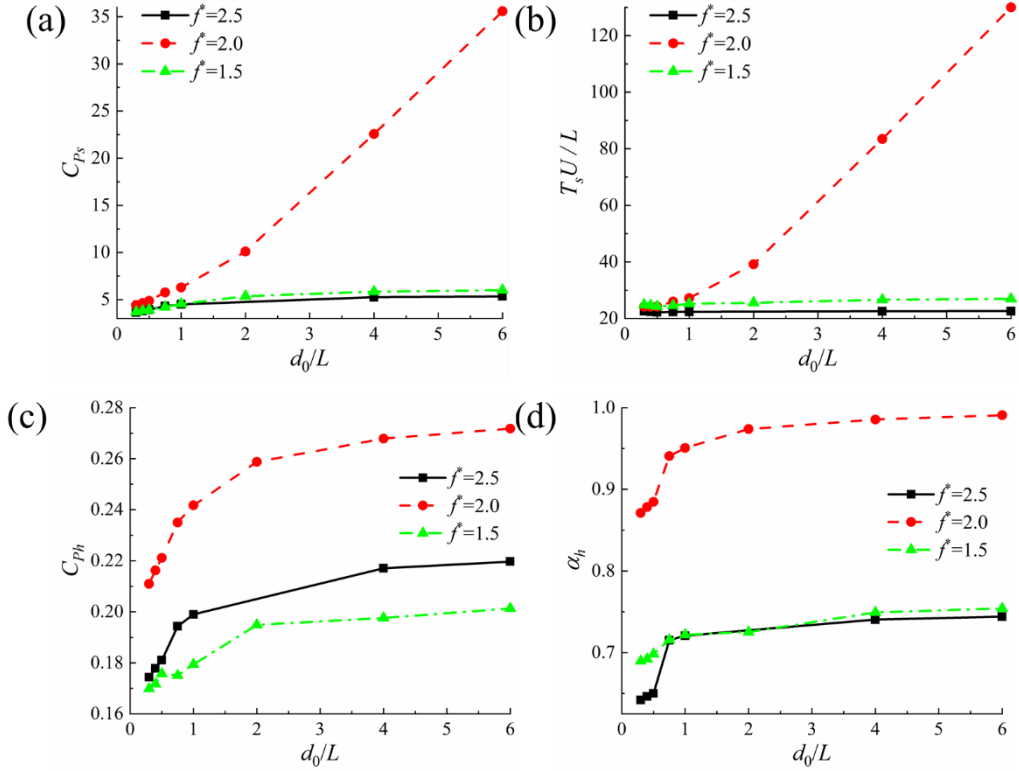 (a)
f*=2.5
f*=2.0
f*=1.5
35
30
25
20
15
10
5
C_Ps
0 1 2 3 4 5 6
d₀/L
(b)
f*=2.5
f*=2.0
f*=1.5
120
100
80
60
40
20
T_s U / L
0 1 2 3 4 5 6
d₀/L
(c)
0.28
0.26
0.24
0.22
0.20
0.18
0.16
C_Ph
f*=2.5
f*=2.0
f*=1.5
0 1 2 3 4 5 6
d₀/L
(d)
1.0
0.9
0.8
0.7
α_h
f*=2.5
f*=2.0
f*=1.5
0 1 2 3 4 5 6
d₀/L